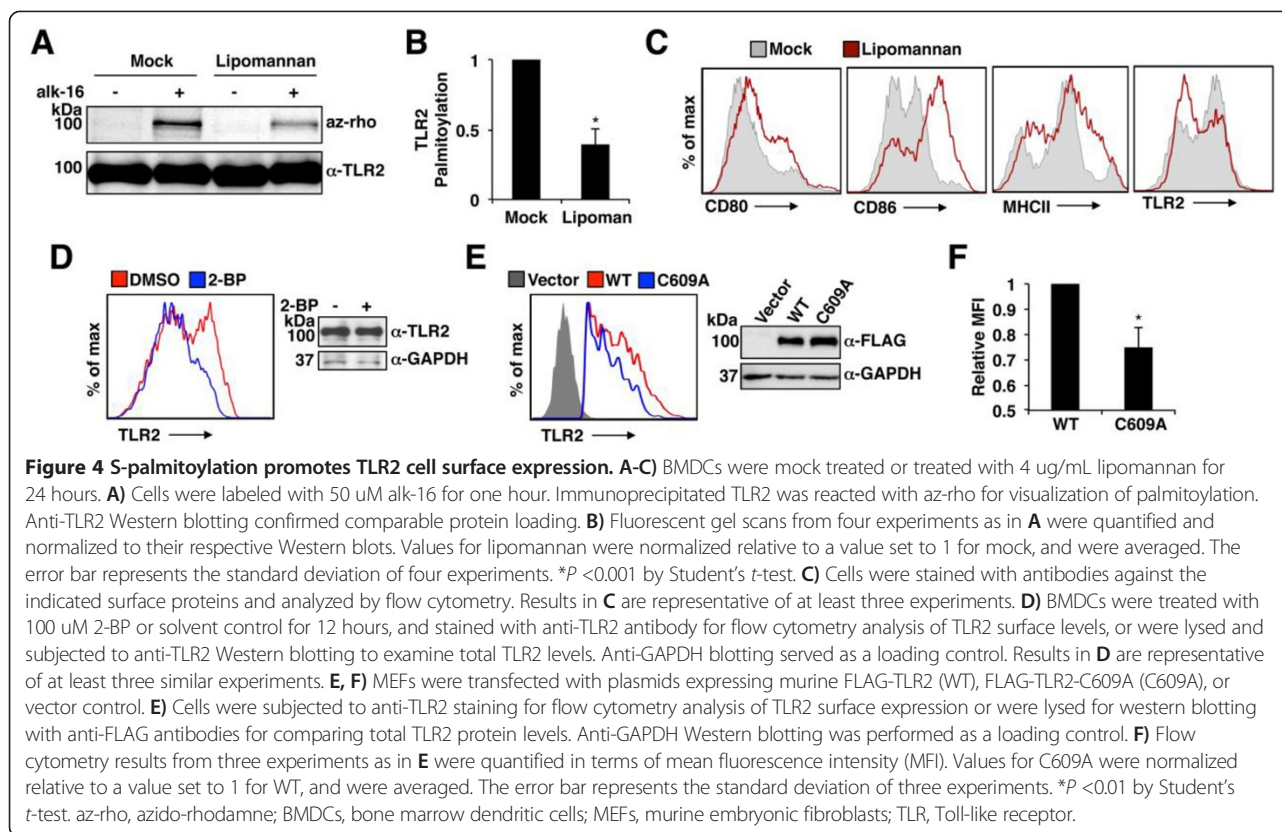 A
Mock Lipomannan
alk-16 - + - +
kDa
100 az-rho
100 α-TLR2
B
TLR2
Palmitoylation
1
0.5
0
*
Mock Lipoman
C
Mock Lipomannan
% of max
CD80 CD86 MHCII TLR2
D
DMSO 2-BP
% of max
TLR2
2-BP - +
kDa
100 α-TLR2
37 α-GAPDH
E
Vector WT C609A
% of max
TLR2
Vector WT C609A
kDa
100 α-FLAG
37 α-GAPDH
F
Relative MFI
1
0.9
0.8
0.7
0.6
0.5
*
WT C609A
Figure 4 S-palmitoylation promotes TLR2 cell surface expression. A-C) BMDCs were mock treated or treated with 4 ug/mL lipomannan for
24 hours. A) Cells were labeled with 50 uM alk-16 for one hour. Immunoprecipitated TLR2 was reacted with az-rho for visualization of palmitoylation.
Anti-TLR2 Western blotting confirmed comparable protein loading. B) Fluorescent gel scans from four experiments as in A were quantified and
normalized to their respective Western blots. Values for lipomannan were normalized relative to a value set to 1 for mock, and were averaged. The
error bar represents the standard deviation of four experiments. *P <0.001 by Student's t-test. C) Cells were stained with antibodies against the
indicated surface proteins and analyzed by flow cytometry. Results in C are representative of at least three experiments. D) BMDCs were treated with
100 uM 2-BP or solvent control for 12 hours, and stained with anti-TLR2 antibody for flow cytometry analysis of TLR2 surface levels, or were lysed and
subjected to anti-TLR2 Western blotting to examine total TLR2 levels. Anti-GAPDH blotting served as a loading control. Results in D are representative
of at least three similar experiments. E, F) MEFs were transfected with plasmids expressing murine FLAG-TLR2 (WT), FLAG-TLR2-C609A (C609A), or
vector control. E) Cells were subjected to anti-TLR2 staining for flow cytometry analysis of TLR2 surface expression or were lysed for western blotting
with anti-FLAG antibodies for comparing total TLR2 protein levels. Anti-GAPDH Western blotting was performed as a loading control. F) Flow
cytometry results from three experiments as in E were quantified in terms of mean fluorescence intensity (MFI). Values for C609A were normalized
relative to a value set to 1 for WT, and were averaged. The error bar represents the standard deviation of three experiments. *P <0.01 by Student's
t-test. az-rho, azido-rhodamne; BMDCs, bone marrow dendritic cells; MEFs, murine embryonic fibroblasts; TLR, Toll-like receptor.